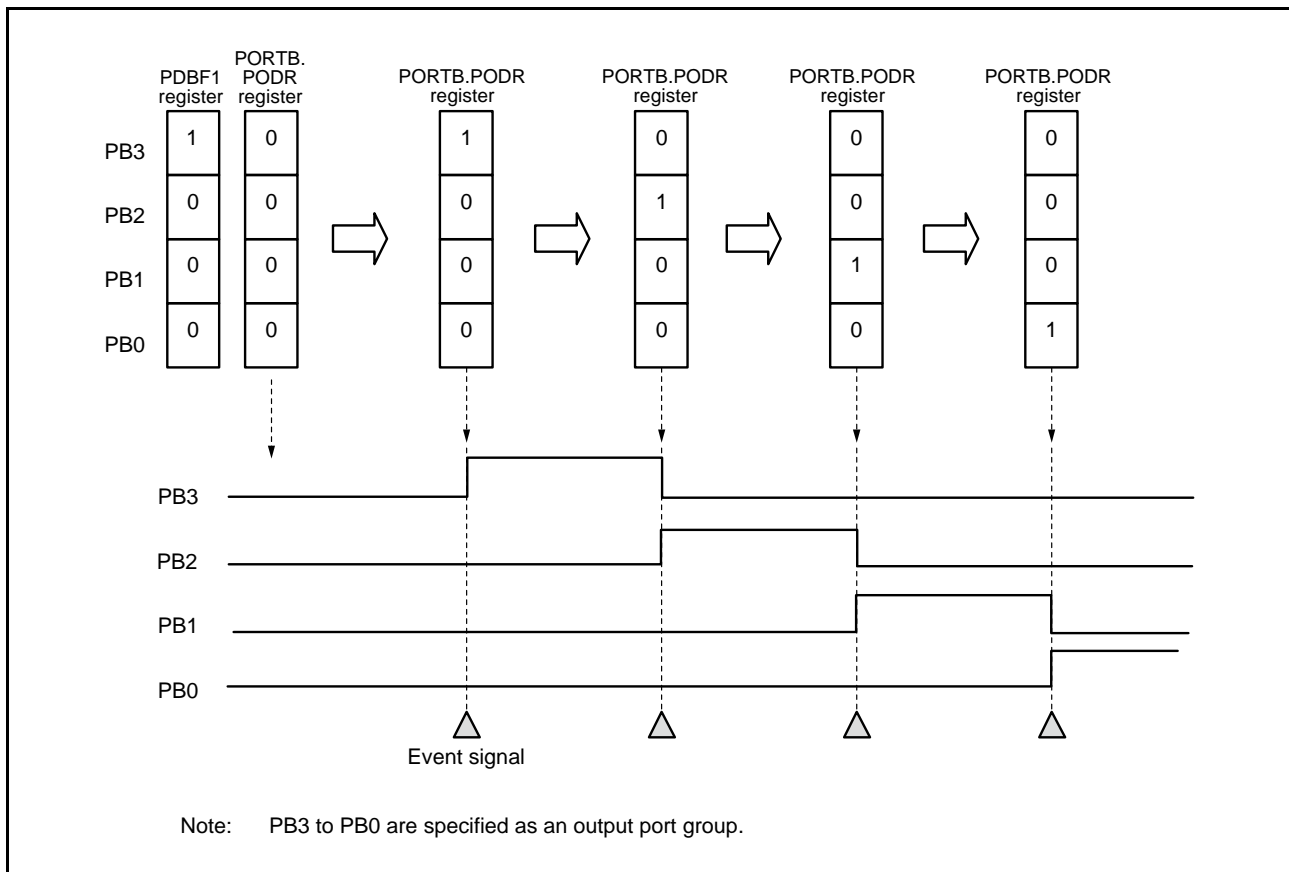 PDBF1
register
PORTB.
PODR
register
PORTB.PODR
register
PORTB.PODR
register
PORTB.PODR
register
PORTB.PODR
register
PB3 1 0 1 0 0 0
PB2 0 0 0 1 0 0
PB1 0 0 0 0 1 0
PB0 0 0 0 0 0 1
PB3
PB2
PB1
PB0
Event signal
Note: PB3 to PB0 are specified as an output port group.